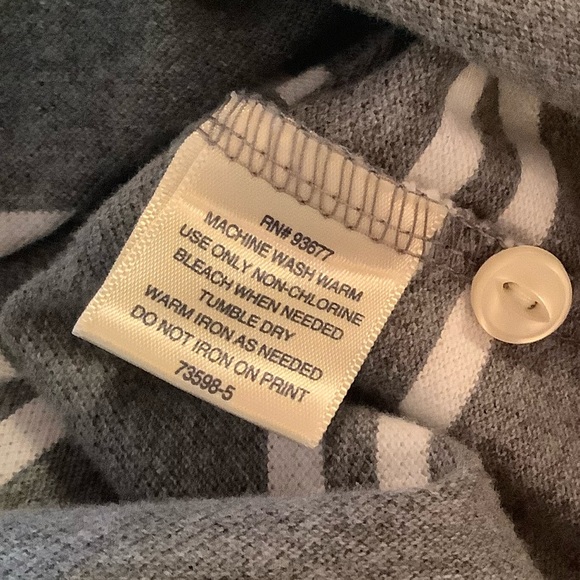 RN# 93677
MACHINE WASH WARM
USE ONLY NON-CHLORINE
BLEACH WHEN NEEDED
TUMBLE DRY
WARM IRON AS NEEDED
DO NOT IRON ON PRINT
73598-5